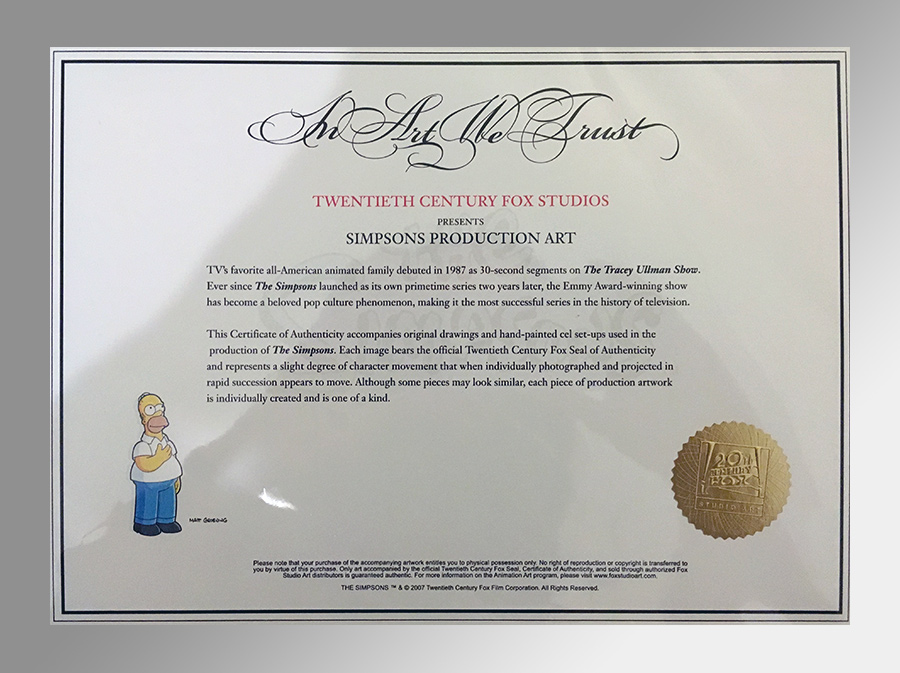 In Art We Trust
TWENTIETH CENTURY FOX STUDIOS
PRESENTS
SIMPSONS PRODUCTION ART
TV's favorite all-American animated family debuted in 1987 as 30-second segments on The Tracey Ullman Show.
Ever since The Simpsons launched as its own primetime series two years later, the Emmy Award-winning show
has become a beloved pop culture phenomenon, making it the most successful series in the history of television.
This Certificate of Authenticity accompanies original drawings and hand-painted cel set-ups used in the
production of The Simpsons. Each image bears the official Twentieth Century Fox Seal of Authenticity
and represents a slight degree of character movement that when individually photographed and projected in
rapid succession appears to move. Although some pieces may look similar, each piece of production artwork
is individually created and is one of a kind.
MATT GROENING
20TH
CENTURY
FOX
STUDIO ART
Please note that your purchase of the accompanying artwork entitles you to physical possession only. No right of reproduction or copyright is transferred to
you by virtue of this purchase. Only art accompanied by the official Twentieth Century Fox Seal, Certificate of Authenticity, and sold through authorized Fox
Studio Art distributors is guaranteed authentic. For more information on the Animation Art program, please visit www.foxstudioart.com.
THE SIMPSONS ™ & © 2007 Twentieth Century Fox Film Corporation. All Rights Reserved.